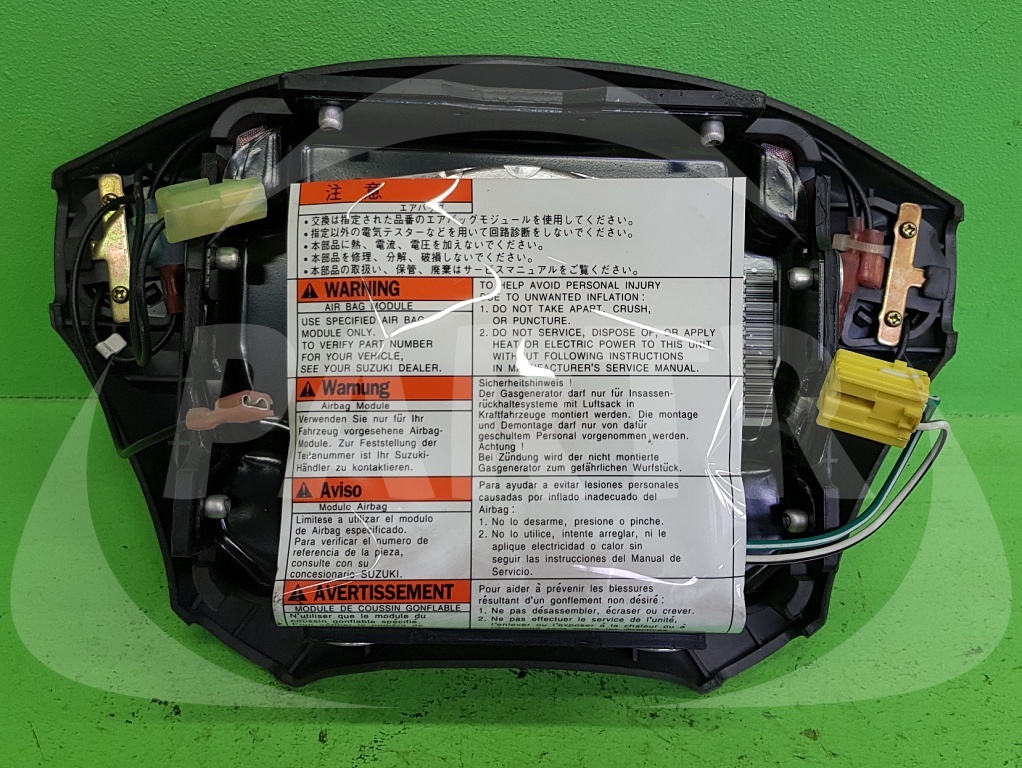 注 意
エアバッグ
・交換は指定された品番のエアバッグモジュールを使用してください。
・指定以外の電気テスターなどを用いて回路診断をしないでください。
・本部品に熱、電流、電圧を加えないでください。
・本部品を修理、分解、破損しないでください。
・本部品の取扱い、保管、廃棄はサービスマニュアルをご覧ください。
WARNING
AIR BAG MODULE
USE SPECIFIED AIR BAG
MODULE ONLY.
TO VERIFY PART NUMBER
FOR YOUR VEHICLE,
SEE YOUR SUZUKI DEALER.
TO HELP AVOID PERSONAL INJURY
DUE TO UNWANTED INFLATION:
1. DO NOT TAKE APART, CRUSH,
OR PUNCTURE.
2. DO NOT SERVICE, DISPOSE OF, OR APPLY
HEAT OR ELECTRIC POWER TO THIS UNIT
WITHOUT FOLLOWING INSTRUCTIONS
IN MANUFACTURER'S SERVICE MANUAL.
Warnung
Airbag Module
Verwenden Sie nur für Ihr
Fahrzeug vorgesehene Airbag-
Module. Zur Feststellung der
Teilenummer ist Ihr Suzuki-
Händler zu kontaktieren.
Sicherheitshinweis !
Der Gasgenerator darf nur für Insassen-
rückhaltesysteme mit Luftsack in
Kraftfahrzeuge montiert werden. Die montage
und Demontage darf nur von dafür
geschultem Personal vorgenommen werden.
Achtung !
Bei Zündung wird der nicht montierte
Gasgenerator zum gefährlichen Wurfstück.
Aviso
Modulo Airbag
Limitese a utilizar el modulo
de Airbag especificado.
Para verificar el numero de
referencia de la pieza,
consulte con su
concesionario SUZUKI.
Para ayudar a evitar lesiones personales
causadas por inflado inadecuado del
Airbag:
1. No lo desarme, presione o pinche.
2. No lo utilice, intente arreglar, ni le
aplique electricidad o calor sin
seguir las instrucciones del Manual de
Servicio.
AVERTISSEMENT
MODULE DE COUSSIN GONFLABLE
N'utiliser que le module du
coussin gonflable spécifié.
Pour aider à prévenir les blessures
résultant d'un gonflement non désiré :
1. Ne pas désassembler, écraser ou crever.
2. Ne pas effectuer le service de l'unité,
l'enlever ou l'exposer à la chaleur ou à